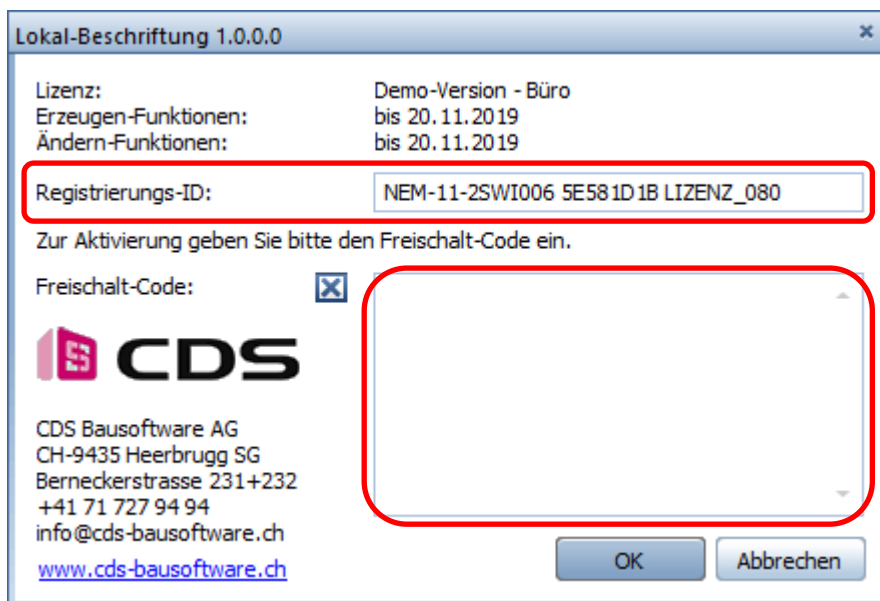 Lokal-Beschriftung 1.0.0.0
Lizenz: Demo-Version - Büro
Erzeugen-Funktionen: bis 20.11.2019
Ändern-Funktionen: bis 20.11.2019
Registrierungs-ID: NEM-11-2SWI006 5E581D1B LIZENZ_080
Zur Aktivierung geben Sie bitte den Freischalt-Code ein.
Freischalt-Code:
CDS
CDS Bausoftware AG
CH-9435 Heerbrugg SG
Berneckerstrasse 231+232
+41 71 727 94 94
info@cds-bausoftware.ch
www.cds-bausoftware.ch
OK Abbrechen